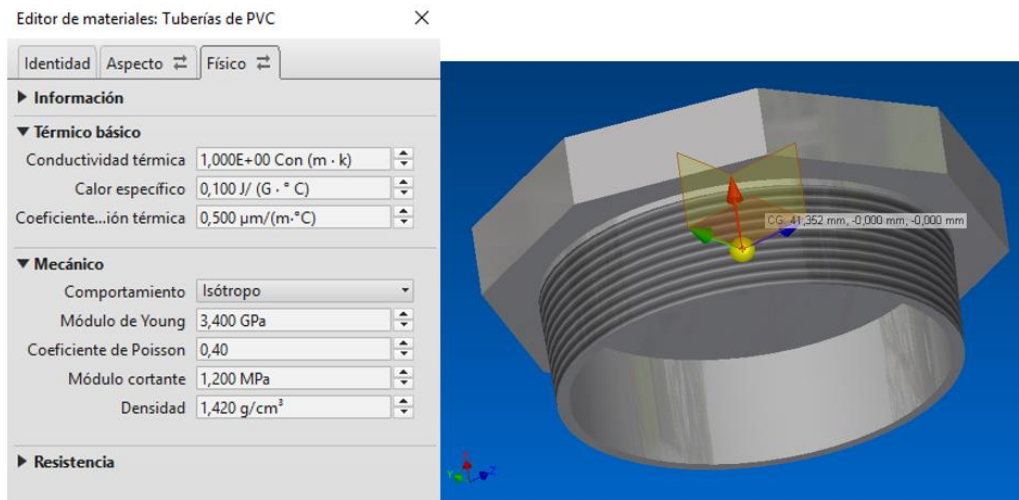 Editor de materiales: Tuberías de PVC
Identidad Aspecto Físico
Información
Térmico básico
Conductividad térmica 1,000E+00 Con (m · k)
Calor específico 0,100 J/ (G · ° C)
Coeficiente...ión térmica 0,500 µm/(m·°C)
Mecánico
Comportamiento Isótropo
Módulo de Young 3,400 GPa
Coeficiente de Poisson 0,40
Módulo cortante 1,200 MPa
Densidad 1,420 g/cm³
Resistencia
CG: 41,352 mm, -0,000 mm, -0,000 mm
X
Y Z